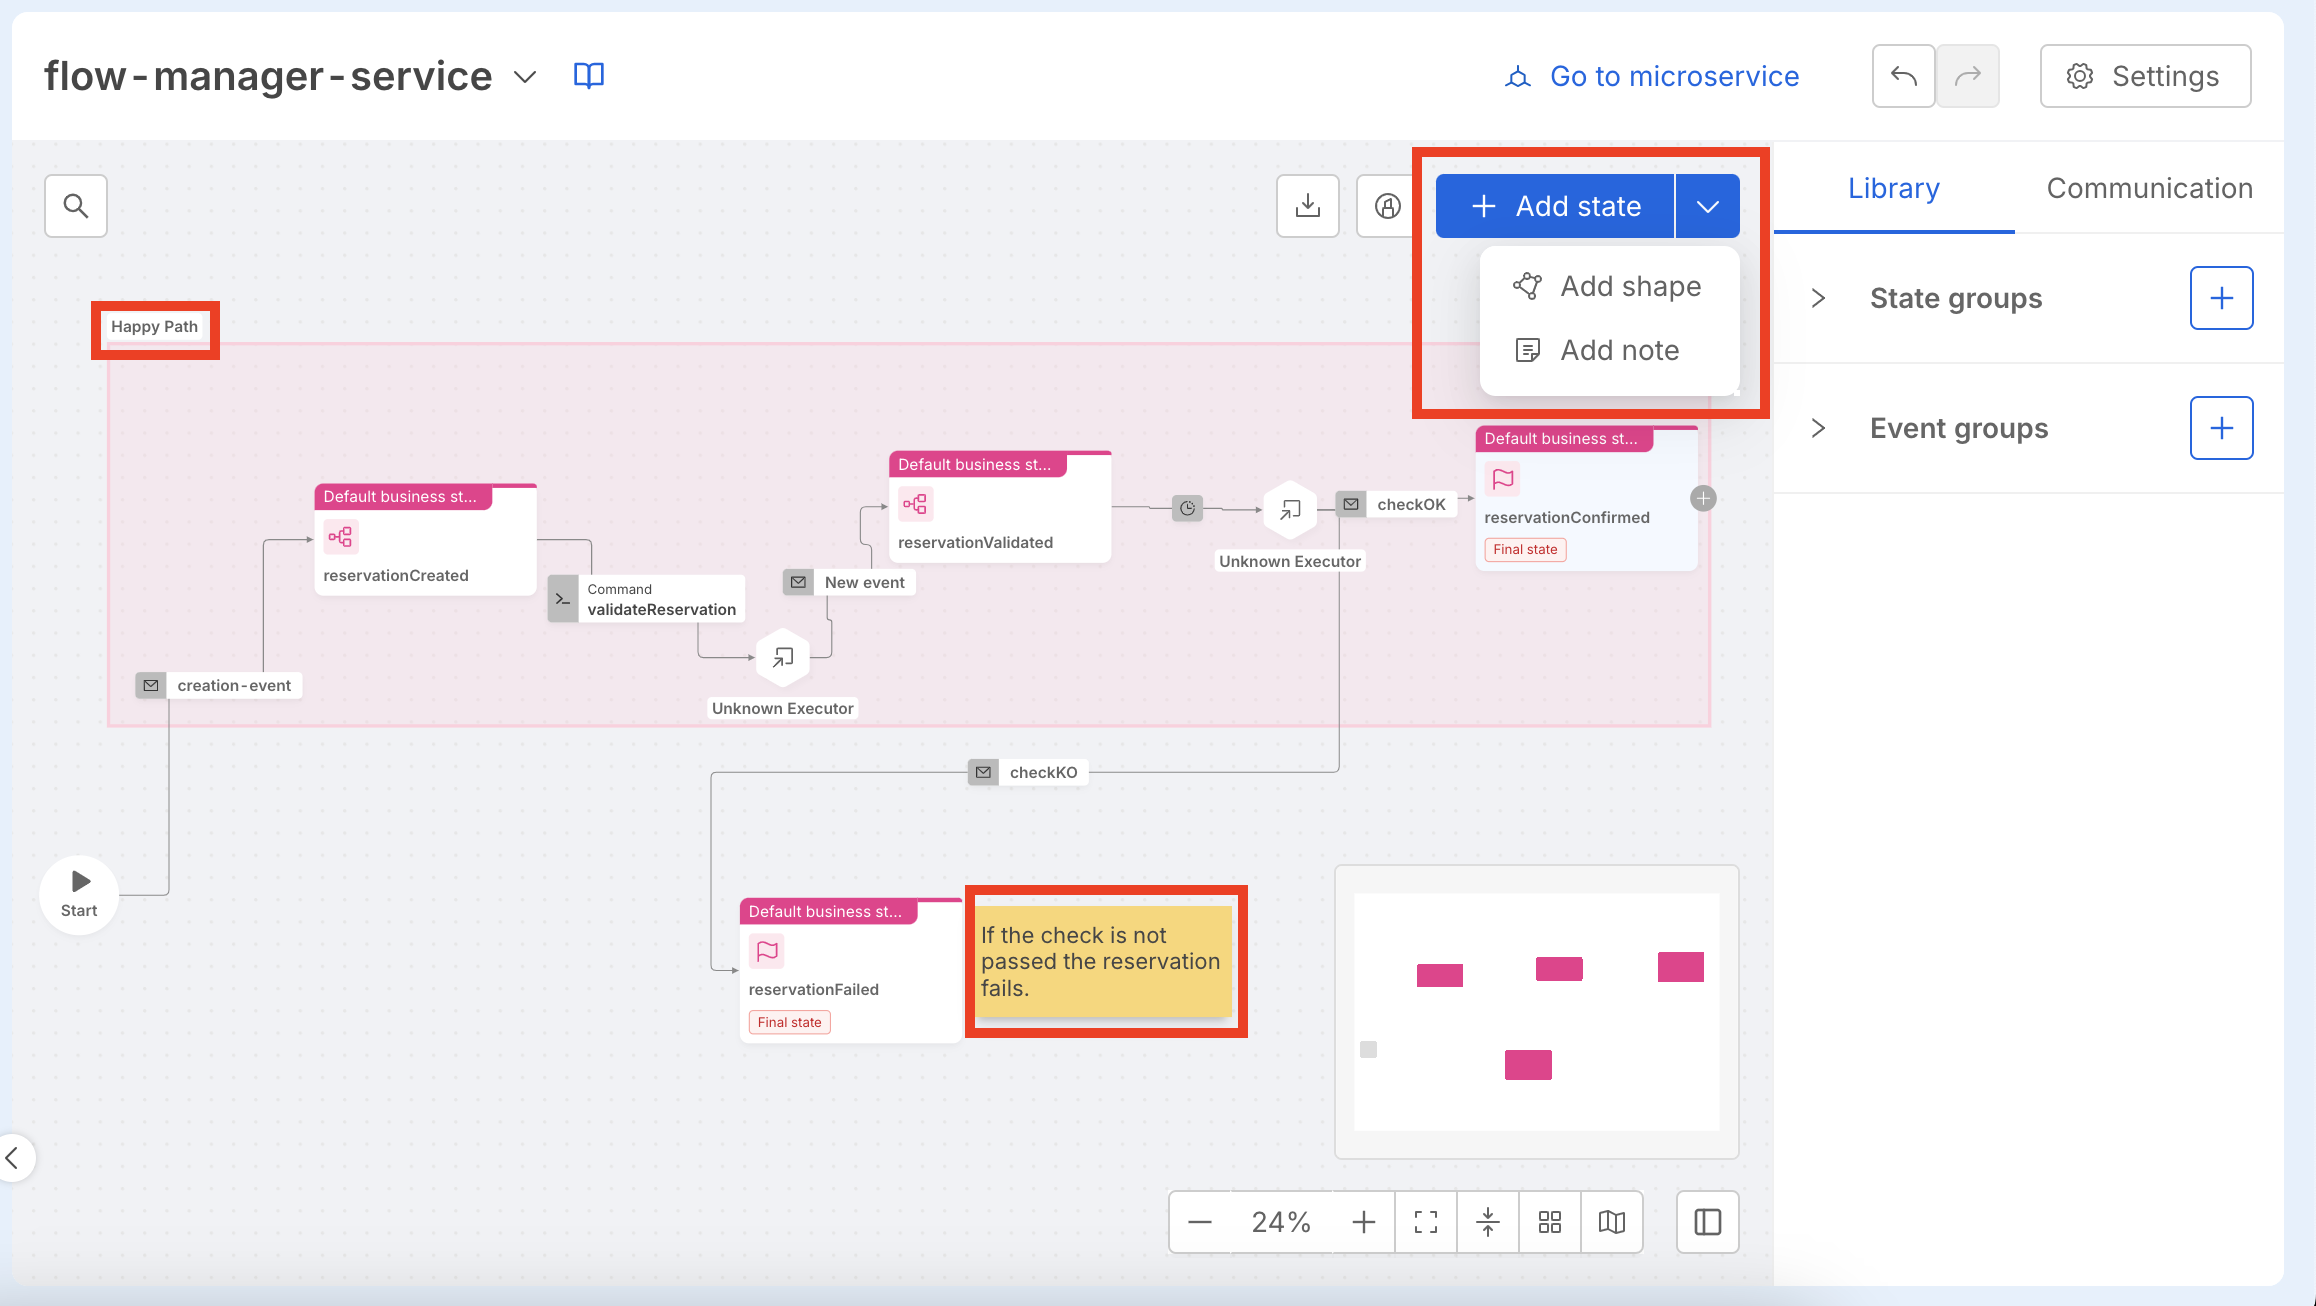 flow-manager-service
Go to microservice
Settings
Add state
Library
Communication
Add shape
State groups
Happy Path
Add note
Event groups
Default business st...
reservationConfirmed
Final state
Default business st...
reservationValidated
checkOK
Unknown Executor
Default business st...
reservationCreated
Command
validateReservation
New event
Unknown Executor
creation-event
checkKO
Start
Default business st...
reservationFailed
Final state
If the check is not
passed the reservation
fails.
24%